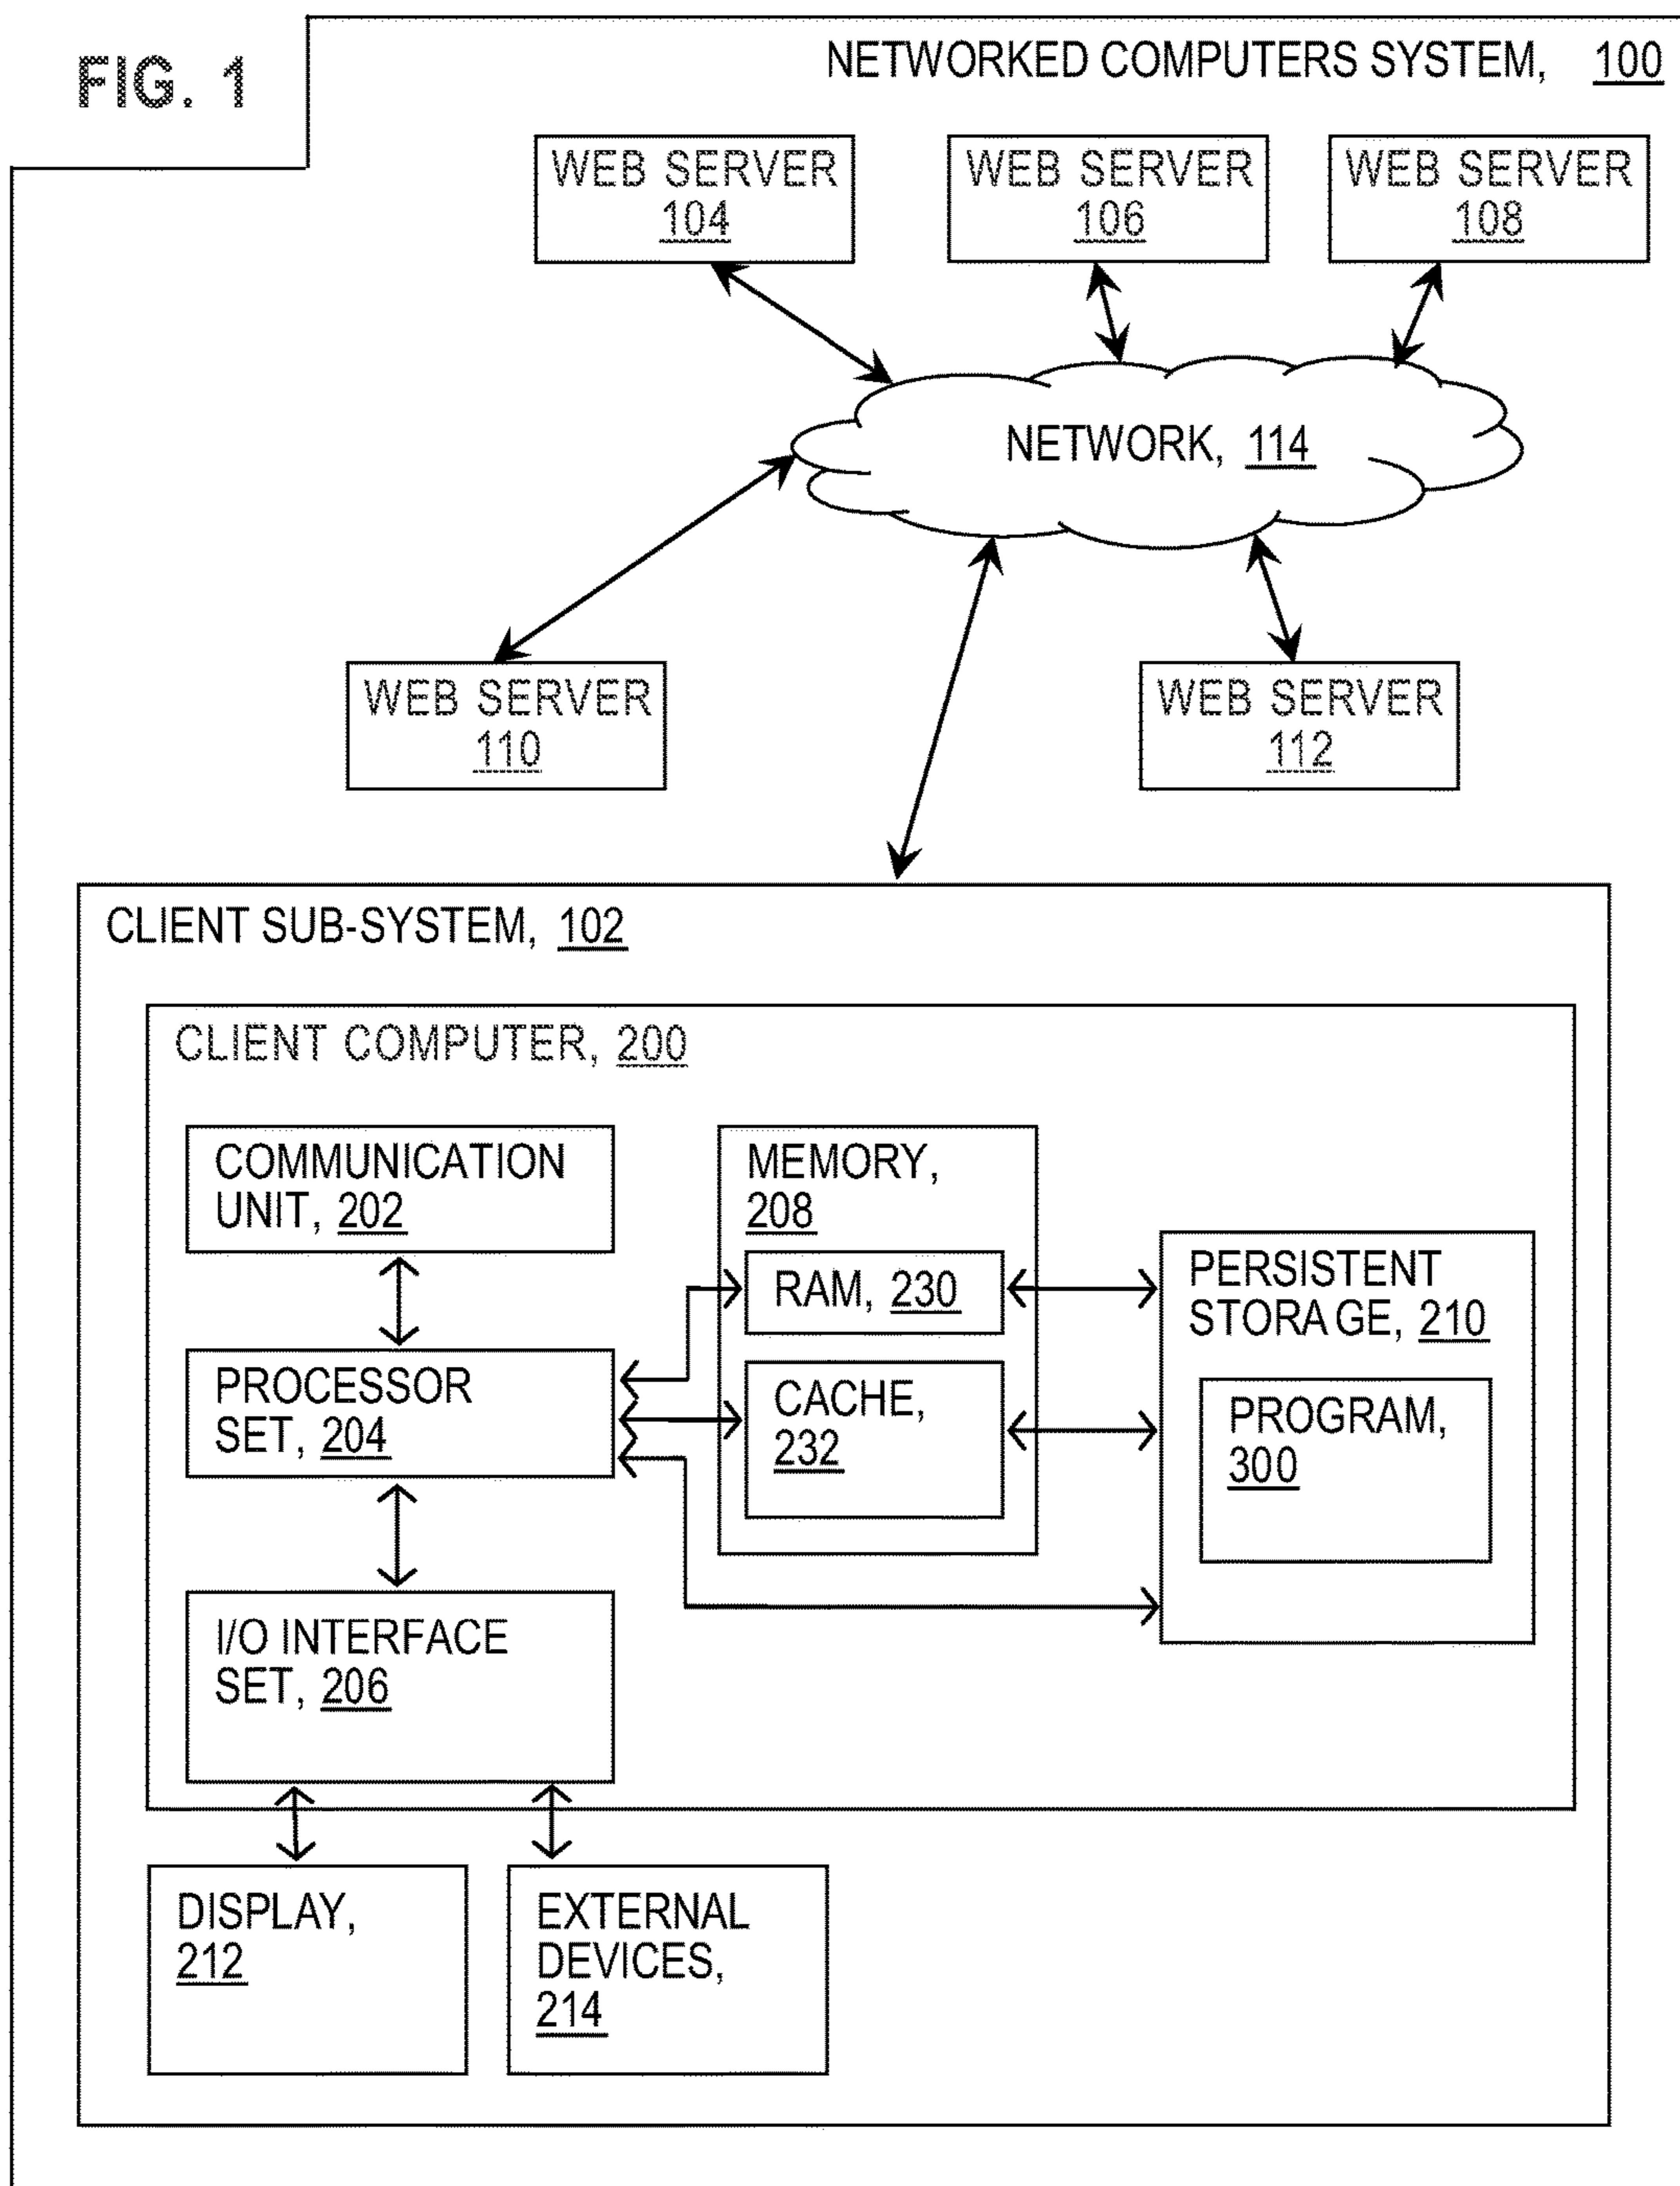 FIG. 1
NETWORKED COMPUTERS SYSTEM, 100
WEB SERVER
104
WEB SERVER
106
WEB SERVER
108
NETWORK, 114
WEB SERVER
110
WEB SERVER
112
CLIENT SUB-SYSTEM, 102
CLIENT COMPUTER, 200
COMMUNICATION
UNIT, 202
MEMORY,
208
RAM, 230
PERSISTENT
STORAGE, 210
PROCESSOR
SET, 204
CACHE,
232
PROGRAM,
300
I/O INTERFACE
SET, 206
DISPLAY,
212
EXTERNAL
DEVICES,
214